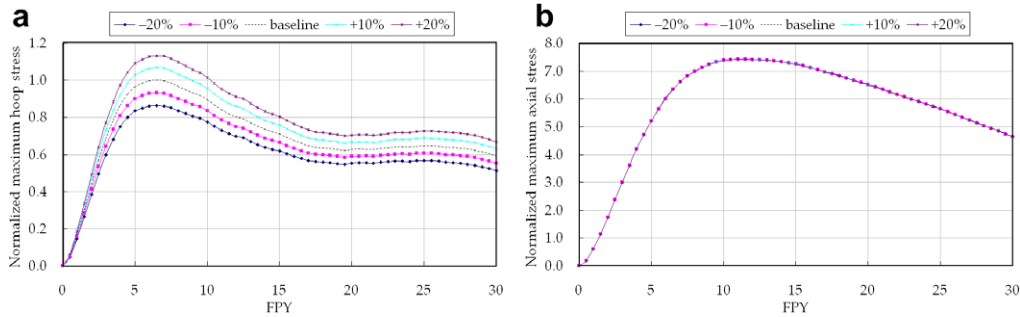 a
–20% –10% baseline +10% +20%
Normalized maximum hoop stress
1.2
1.0
0.8
0.6
0.4
0.2
0.0
0 5 10 15 20 25 30
FPY
b
–20% –10% baseline +10% +20%
Normalized maximum axial stress
8.0
7.0
6.0
5.0
4.0
3.0
2.0
1.0
0.0
0 5 10 15 20 25 30
FPY